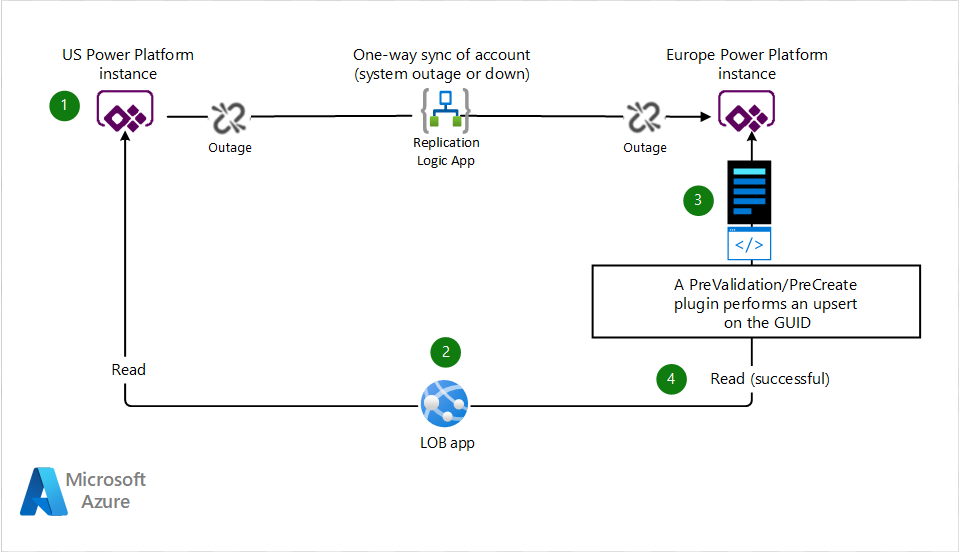 US Power Platform
instance
One-way sync of account
(system outage or down)
Europe Power Platform
instance
1
Outage
Replication
Logic App
Outage
3
</>
A PreValidation/PreCreate
plugin performs an upsert
on the GUID
2
Read
4
Read (successful)
LOB app
Microsoft
Azure